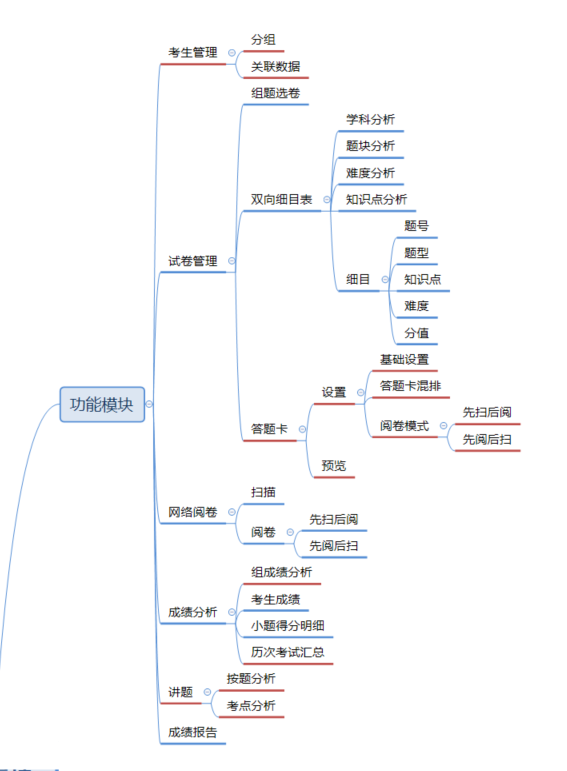 功能模块
考生管理
分组
关联数据
试卷管理
组题选卷
双向细目表
学科分析
题块分析
难度分析
知识点分析
细目
题号
题型
知识点
难度
分值
答题卡
设置
基础设置
答题卡混排
阅卷模式
先扫后阅
先阅后扫
预览
网络阅卷
扫描
阅卷
先扫后阅
先阅后扫
成绩分析
组成绩分析
考生成绩
小题得分明细
历次考试汇总
讲题
按题分析
考点分析
成绩报告